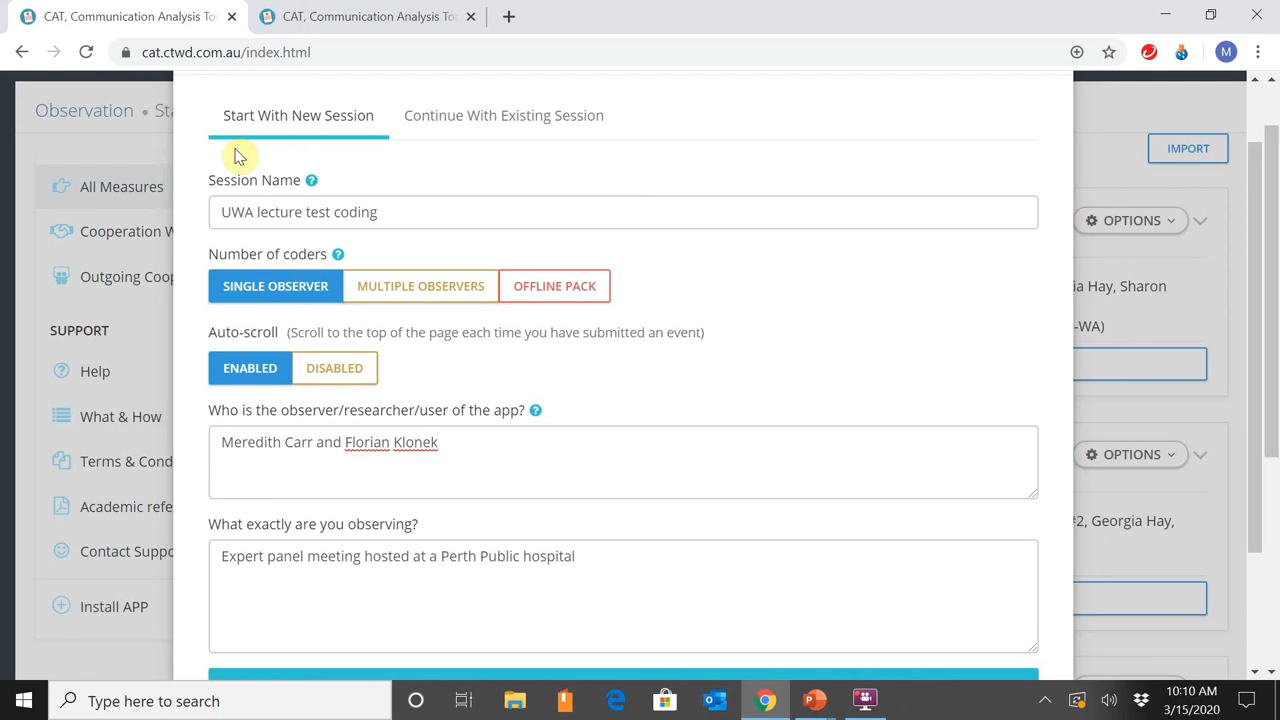 CAT, Communication Analysis To
CAT, Communication Analysis To
cat.ctwd.com.au/index.html
M
Observation • Sta
Start With New Session
Continue With Existing Session
IMPORT
All Measures
Session Name ?
UWA lecture test coding
OPTIONS
Cooperation W
Number of coders ?
Outgoing Coop
SINGLE OBSERVER
MULTIPLE OBSERVERS
OFFLINE PACK
ia Hay, Sharon
SUPPORT
Auto-scroll (Scroll to the top of the page each time you have submitted an event)
-WA)
Help
ENABLED
DISABLED
What & How
Who is the observer/researcher/user of the app? ?
Meredith Carr and Florian Klonek
OPTIONS
Terms & Cond
Academic refe
What exactly are you observing?
#2, Georgia Hay,
Contact Suppo
Expert panel meeting hosted at a Perth Public hospital
Install APP
Type here to search
10:10 AM
3/15/2020